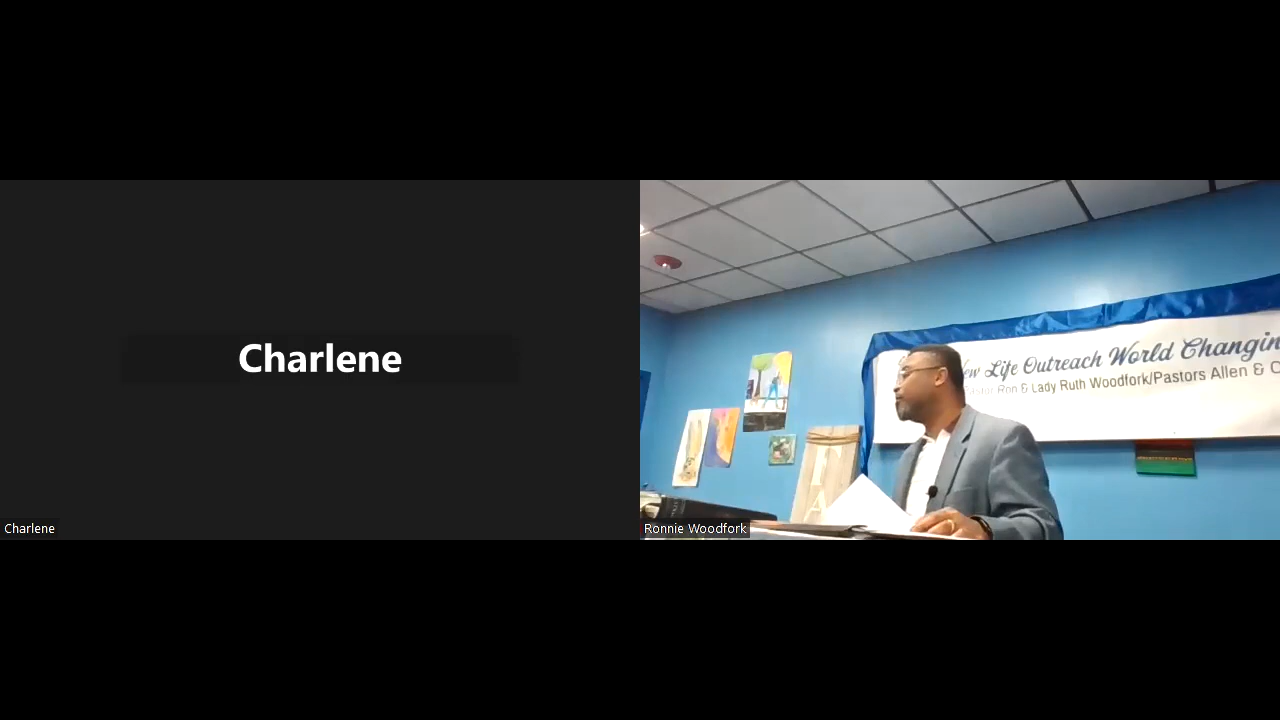 Charlene
Charlene
ew Life Outreach World Changin
Pastor Ron & Lady Ruth Woodfork/Pastors Allen & C
Ronnie Woodfork